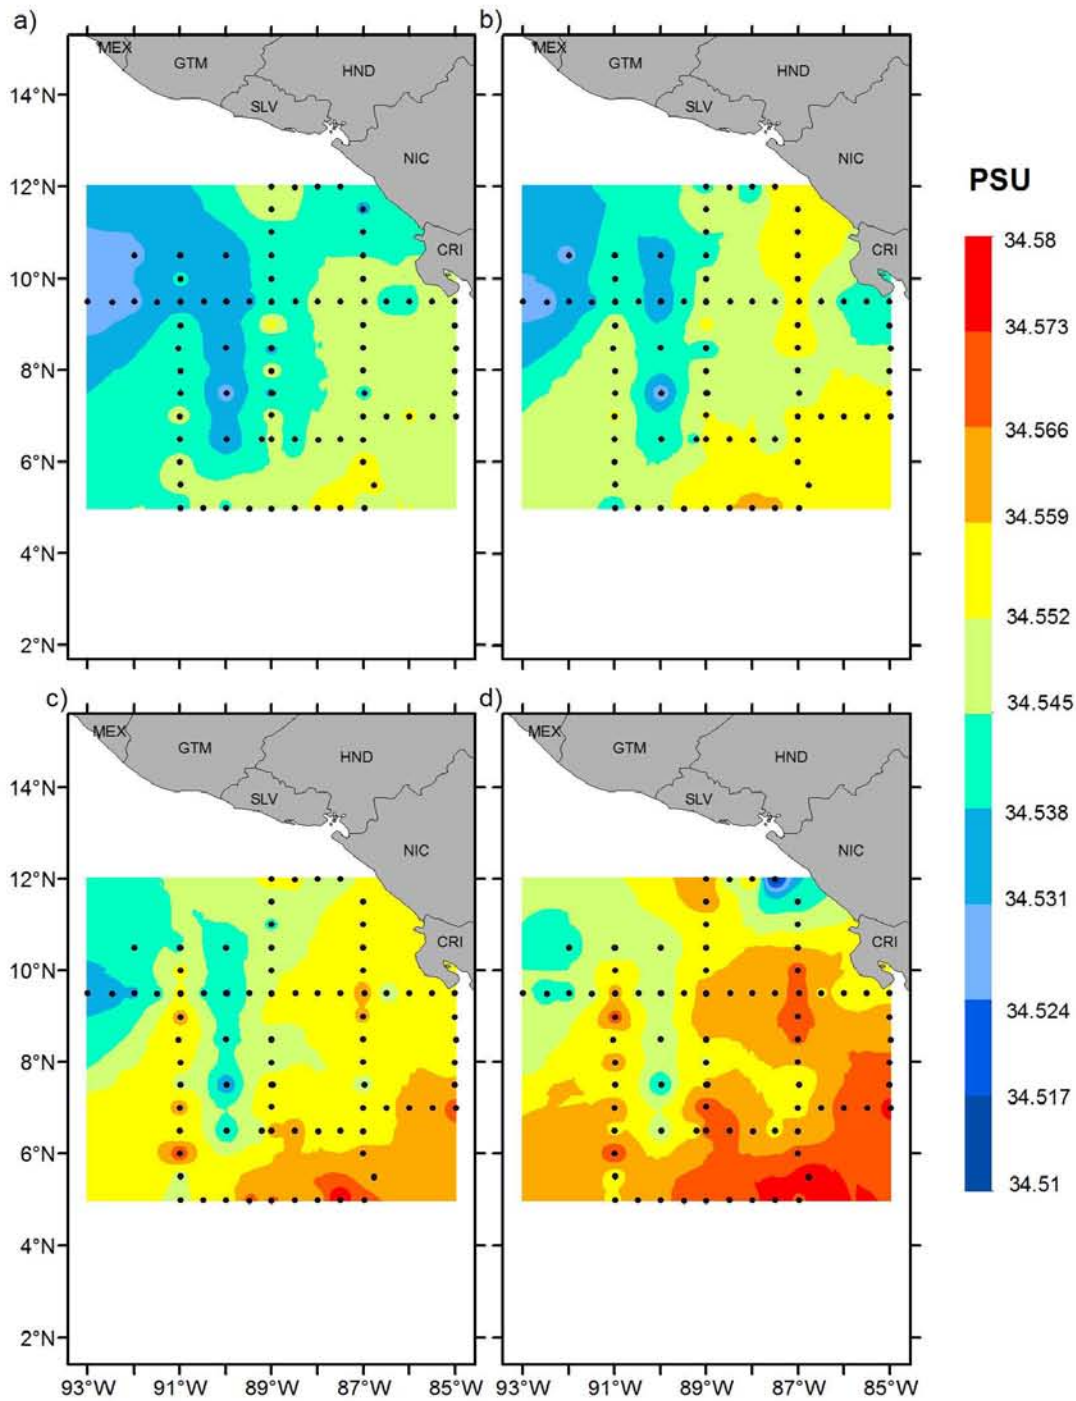 a)
b)
MEX
GTM
HND
SLV
NIC
CRI
MEX
GTM
HND
SLV
NIC
CRI
14°N
12°N
10°N
8°N
6°N
4°N
2°N
PSU
34.58
34.573
34.566
34.559
34.552
34.545
34.538
34.531
34.524
34.517
34.51
c)
d)
MEX
GTM
HND
SLV
NIC
CRI
MEX
GTM
HND
SLV
NIC
CRI
14°N
12°N
10°N
8°N
6°N
4°N
2°N
93°W 91°W 89°W 87°W 85°W
93°W 91°W 89°W 87°W 85°W